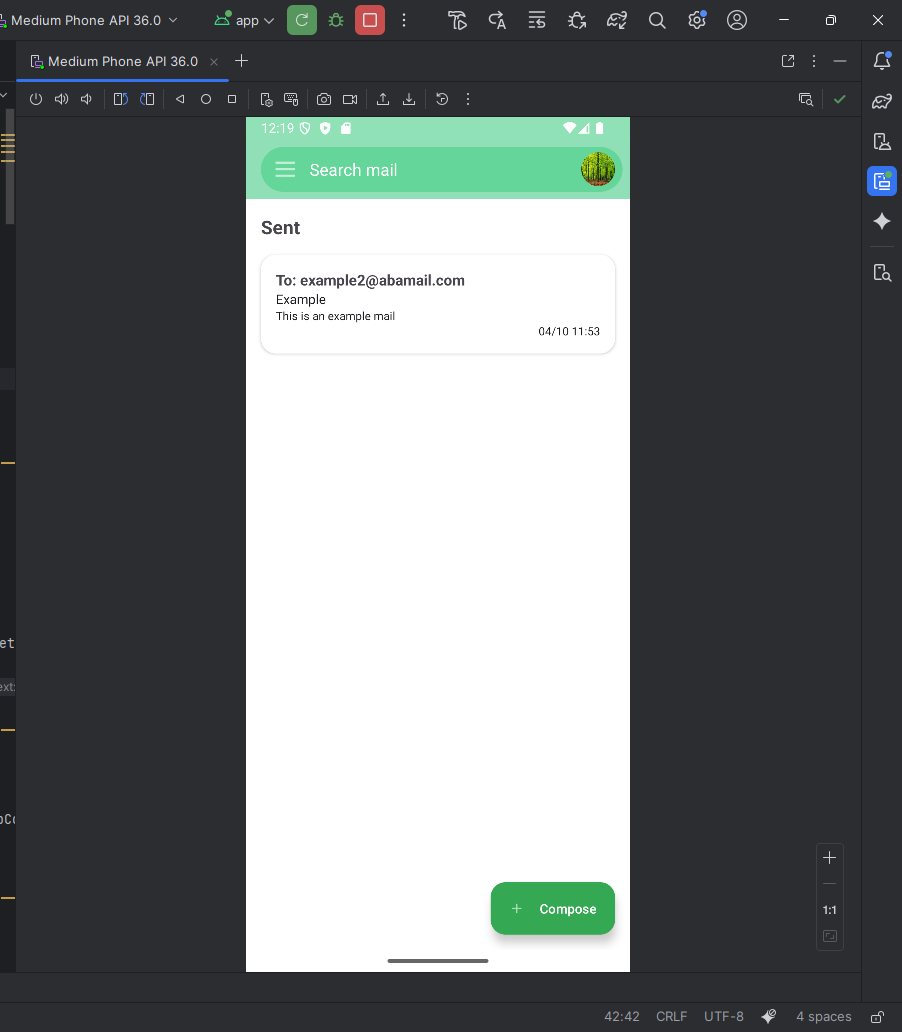 Medium Phone API 36.0
app
Medium Phone API 36.0
12:19
Search mail
Sent
To: example2@abamail.com
Example
This is an example mail
04/10 11:53
et
ext:
Compose
1:1
42:42 CRLF UTF-8 4 spaces